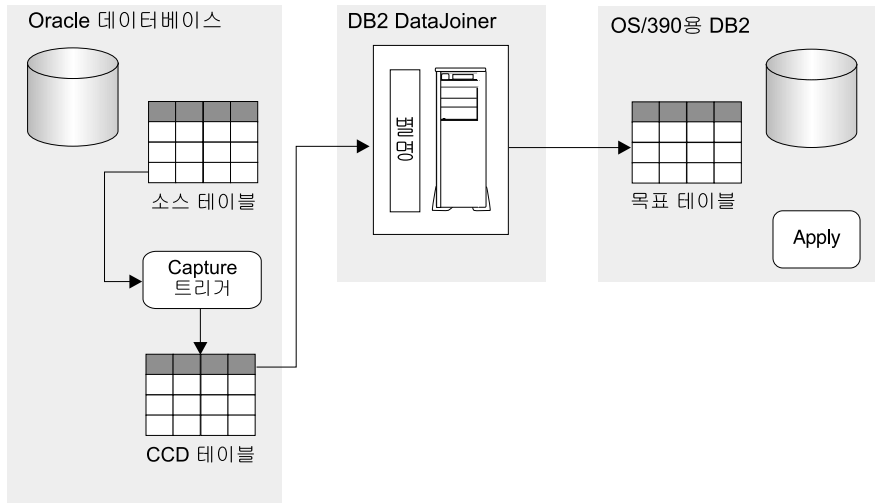 Oracle 데이터베이스
소스 테이블
Capture
트리거
CCD 테이블
DB2 DataJoiner
별명
OS/390용 DB2
목표 테이블
Apply